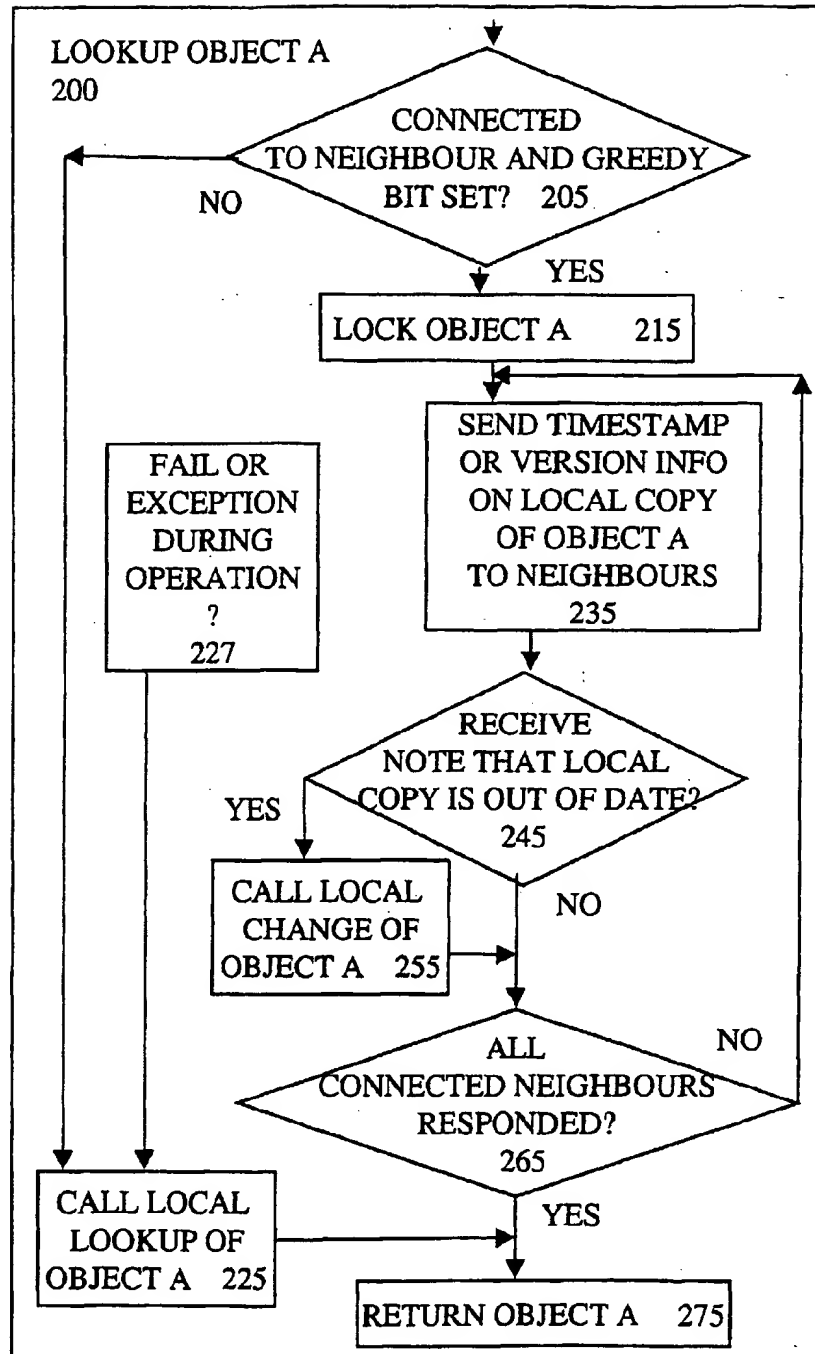 LOOKUP OBJECT A
200
CONNECTED
TO NEIGHBOUR AND GREEDY
BIT SET? 205
NO
YES
LOCK OBJECT A 215
SEND TIMESTAMP
OR VERSION INFO
ON LOCAL COPY
OF OBJECT A
TO NEIGHBOURS
235
FAIL OR
EXCEPTION
DURING
OPERATION
?
227
RECEIVE
NOTE THAT LOCAL
COPY IS OUT OF DATE?
245
YES
NO
CALL LOCAL
CHANGE OF
OBJECT A 255
ALL
CONNECTED NEIGHBOURS
RESPONDED?
265
NO
YES
CALL LOCAL
LOOKUP OF
OBJECT A 225
RETURN OBJECT A 275